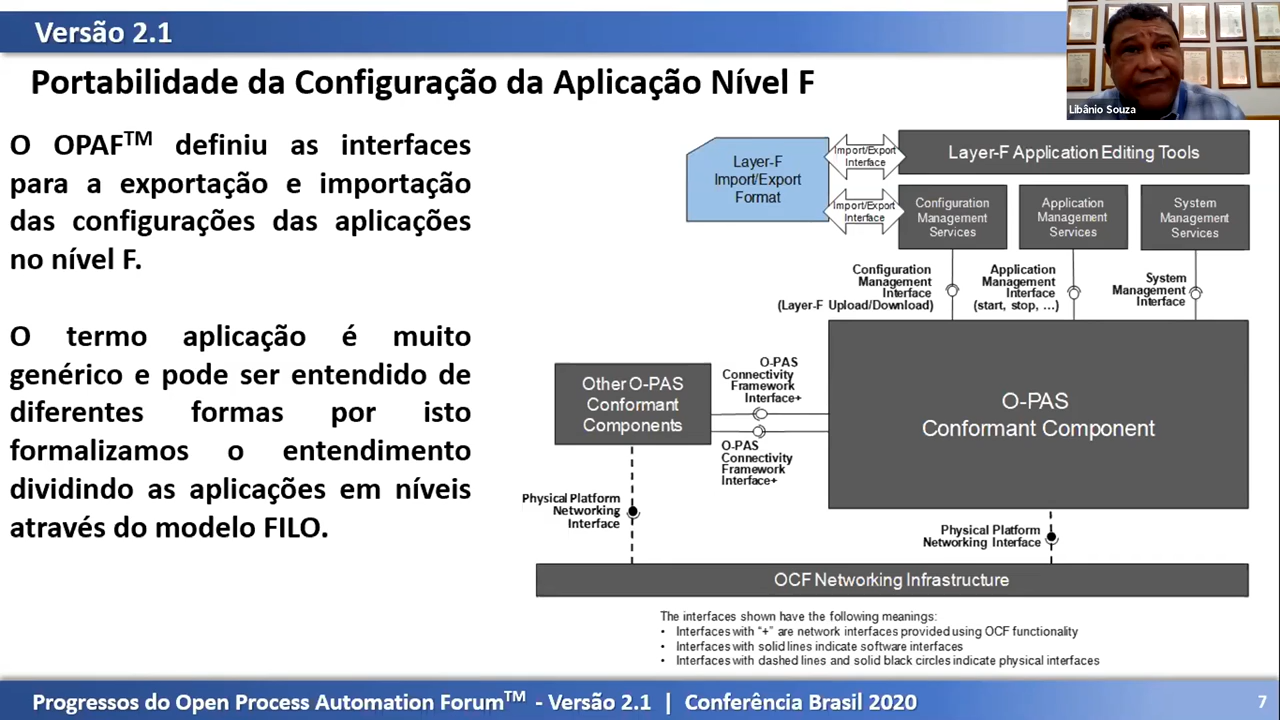 Versão 2.1
Libânio Souza
Portabilidade da Configuração da Aplicação Nível F
O OPAF™ definiu as interfaces
para a exportação e importação
das configurações das aplicações
no nível F.
O termo aplicação é muito
genérico e pode ser entendido de
diferentes formas por isto
formalizamos o entendimento
dividindo as aplicações em níveis
através do modelo FILO.
Layer-F
Import/Export
Format
Import/Export
Interface
Import/Export
Interface
Layer-F Application Editing Tools
Configuration
Management
Services
Application
Management
Services
System
Management
Services
Configuration
Management
Interface
(Layer-F Upload/Download)
Application
Management
Interface
(start, stop, ...)
System
Management
Interface
Other O-PAS
Conformant
Components
O-PAS
Connectivity
Framework
Interface+
O-PAS
Connectivity
Framework
Interface+
O-PAS
Conformant Component
Physical Platform
Networking
Interface
Physical Platform
Networking Interface
OCF Networking Infrastructure
The interfaces shown have the following meanings:
• Interfaces with “+” are network interfaces provided using OCF functionality
• Interfaces with solid lines indicate software interfaces
• Interfaces with dashed lines and solid black circles indicate physical interfaces
Progressos do Open Process Automation Forum™ - Versão 2.1 | Conferência Brasil 2020
7